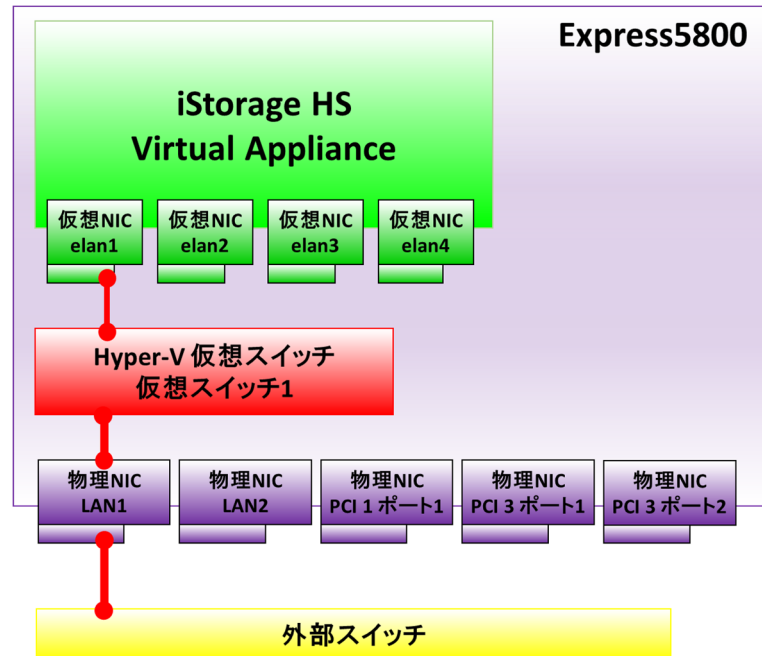 Express5800
iStorage HS
Virtual Appliance
仮想NIC
elan1
仮想NIC
elan2
仮想NIC
elan3
仮想NIC
elan4
Hyper-V 仮想スイッチ
仮想スイッチ1
物理NIC
LAN1
物理NIC
LAN2
物理NIC
PCI 1 ポート1
物理NIC
PCI 3 ポート1
物理NIC
PCI 3 ポート2
外部スイッチ